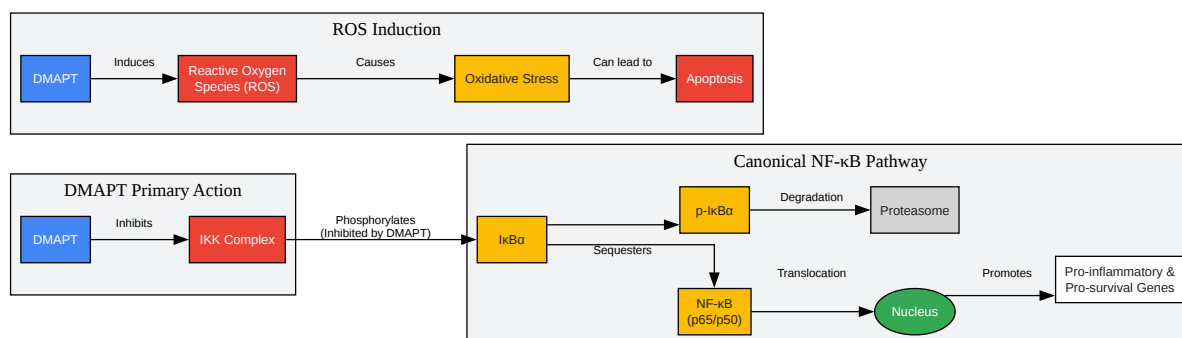 ROS Induction
DMAPT
Induces
Reactive Oxygen
Species (ROS)
Causes
Oxidative Stress
Can lead to
Apoptosis
DMAPT Primary Action
DMAPT
Inhibits
IKK Complex
Phosphorylates
(Inhibited by DMAPT)
Canonical NF-κB Pathway
IκBα
p-IκBα
Degradation
Proteasome
Sequesters
NF-κB
(p65/p50)
Translocation
Nucleus
Promotes
Pro-inflammatory &
Pro-survival Genes